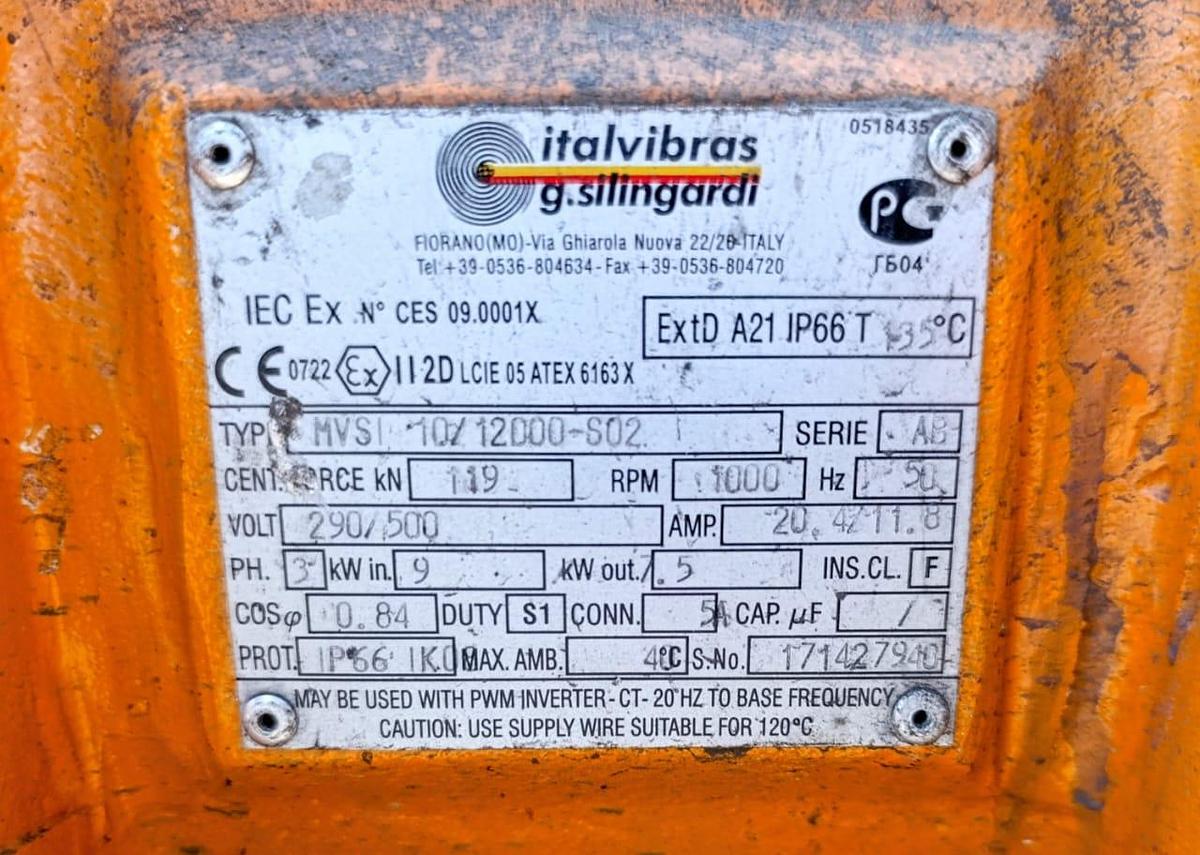 0518435
italvibras
g.silingardi
PG
FIORANO(MO)-Via Ghiarola Nuova 22/26-ITALY
ГБ04
Tel +39-0536-804634-Fax +39-0536-804720
IEC Ex N° CES 09.0001X
ExtD A21 IP66 T 135°C
CE 0722 Ex II 2D LCIE 05 ATEX 6163 X
MVSI 10/12000-S02 SERIE AB
CENT. kN 119 RPM 1000 Hz 50
VOLT 290/500 AMP. 20.4/11.8
PH. 3 kW in. 9 kW out. INS.CL. F
COSφ 0.84 DUTY S1 CONN. CAP. µF /
PROT. IP66 MAX. AMB. °C S.No. 171427940
MAY BE USED WITH PWM INVERTER-CT-20 HZ TO BASE FREQUENCY
CAUTION: USE SUPPLY WIRE SUITABLE FOR 120°C